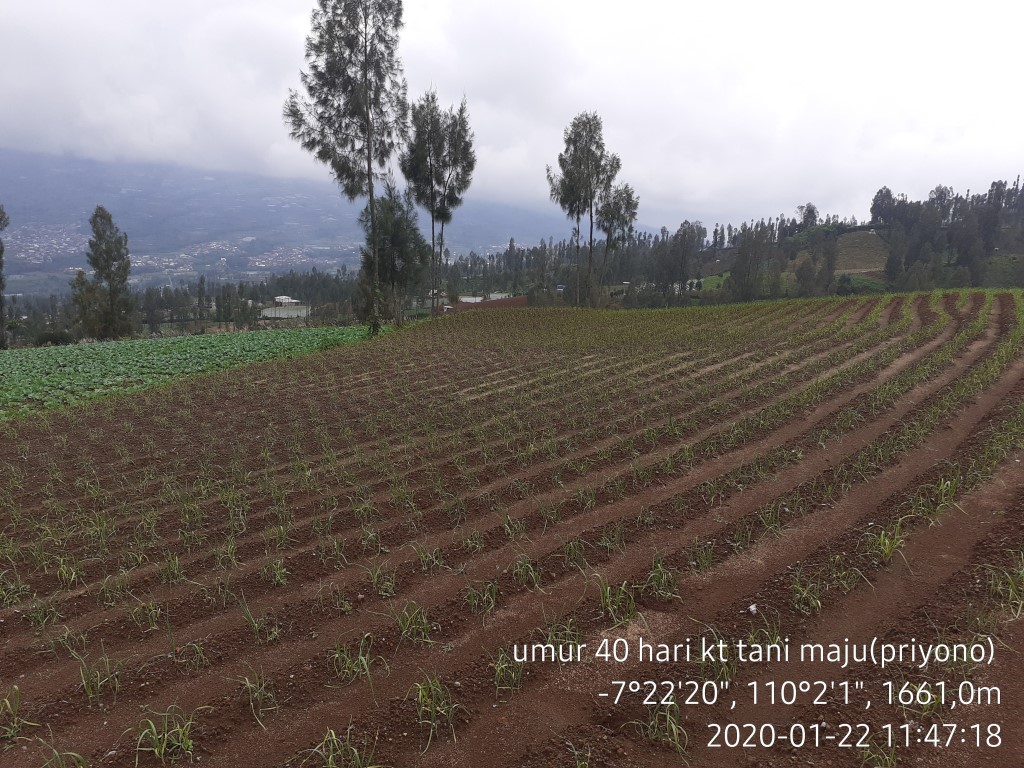 umur 40 hari kt tani maju(priyono)
-7°22'20", 110°2'1", 1661,0m
2020-01-22 11:47:18